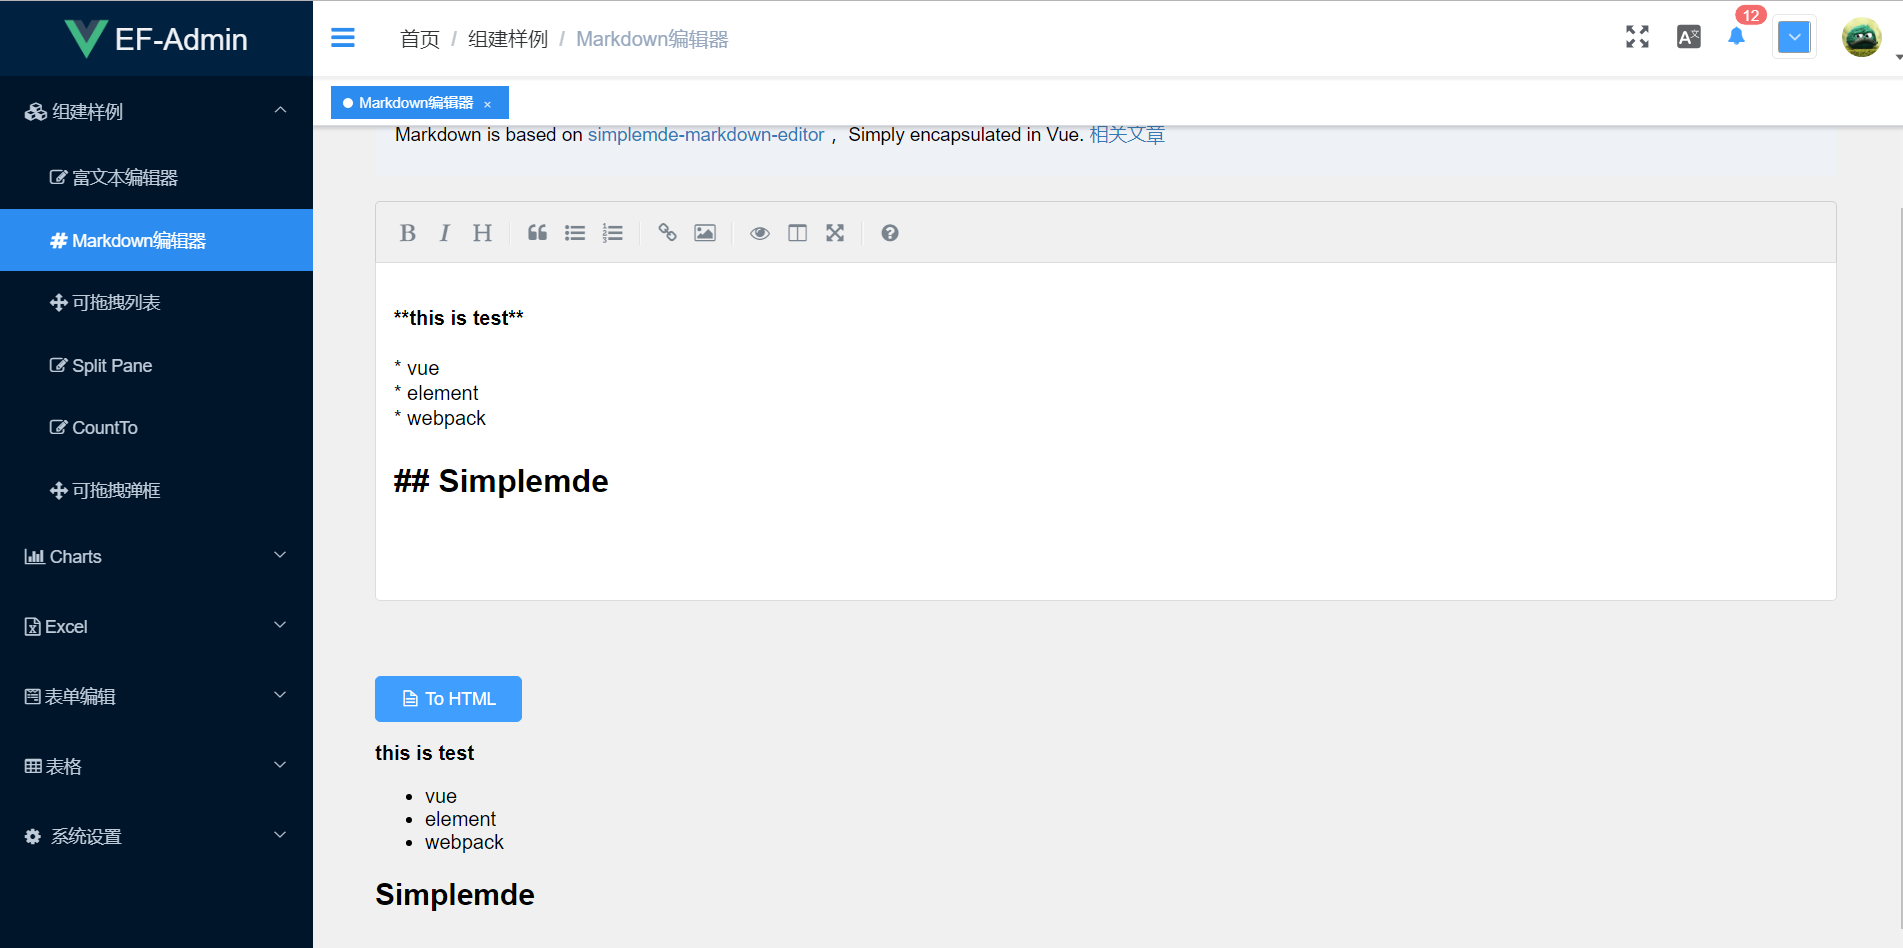 EF-Admin
首页 / 组建样例 / Markdown编辑器
12
Markdown编辑器 ×
组建样例
富文本编辑器
Markdown编辑器
可拖拽列表
Split Pane
CountTo
可拖拽弹框
Charts
Excel
表单编辑
表格
系统设置
Markdown is based on simplemde-markdown-editor ，Simply encapsulated in Vue. 相关文章
B I H
**this is test**
* vue
* element
* webpack
## Simplemde
To HTML
this is test
• vue
• element
• webpack
Simplemde